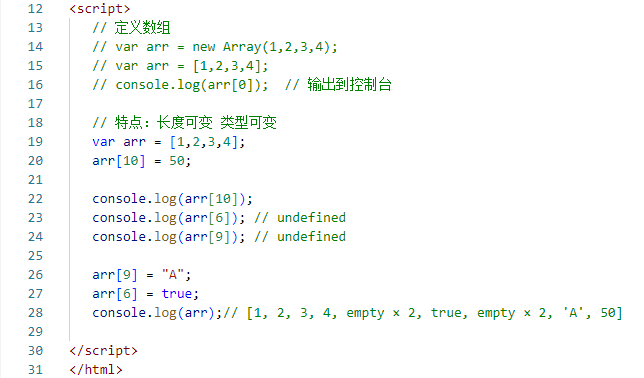 12 <script>
13 // 定义数组
14 // var arr = new Array(1,2,3,4);
15 // var arr = [1,2,3,4];
16 // console.log(arr[0]);  // 输出到控制台
17
18 // 特点：长度可变 类型可变
19 var arr = [1,2,3,4];
20 arr[10] = 50;
21
22 console.log(arr[10]);
23 console.log(arr[6]); // undefined
24 console.log(arr[9]); // undefined
25
26 arr[9] = "A";
27 arr[6] = true;
28 console.log(arr);// [1, 2, 3, 4, empty × 2, true, empty × 2, 'A', 50]
29
30 </script>
31 </html>